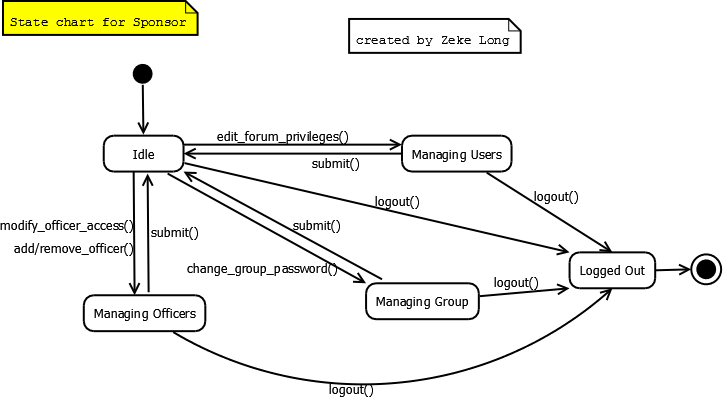 State chart for Sponsor
created by Zeke Long
edit_forum_privileges()
Idle
Managing Users
submit()
logout()
logout()
modify_officer_access()
submit()
submit()
add/remove_officer()
change_group_password()
Logged Out
logout()
Managing Group
Managing Officers
logout()